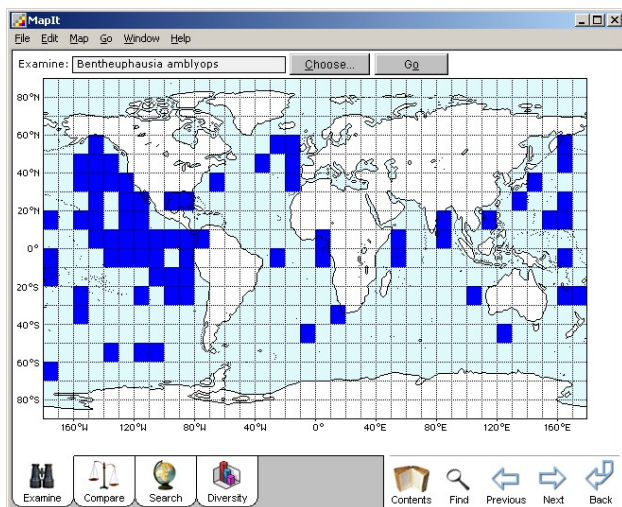 MapIt
File Edit Map Go Window Help
Examine: Bentheuphausia amblyops Choose... Go
80°N
60°N
40°N
20°N
0°
20°S
40°S
60°S
80°S
160°W 120°W 80°W 40°W 0° 40°E 80°E 120°E 160°E
Examine Compare Search Diversity Contents Find Previous Next Back